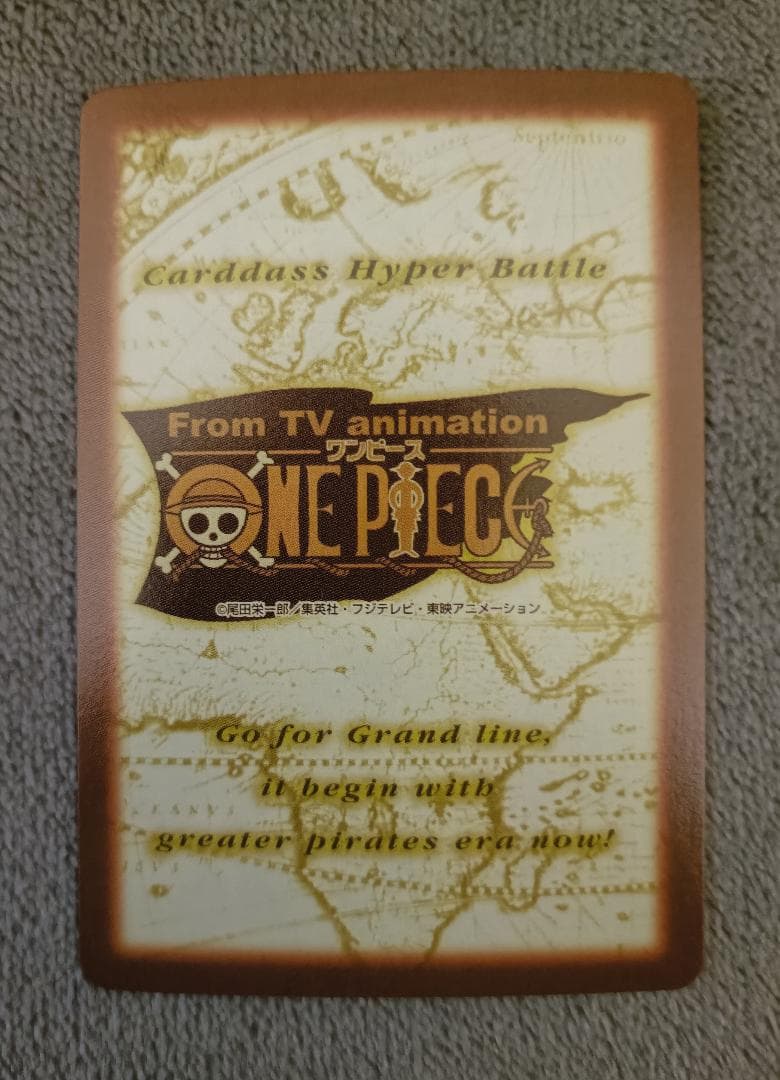 Septentrio
Carddass Hyper Battle
From TV animation
ワンピース
ONE PIECE
©尾田栄一郎／集英社・フジテレビ・東映アニメーション
Go for Grand line,
it begin with
greater pirates era now!